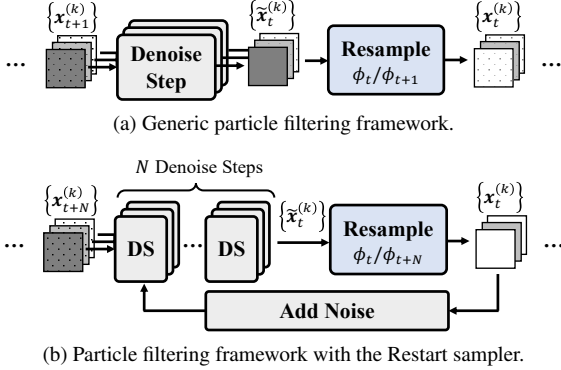 {x_{t+1}^{(k)}} {x̃_t^{(k)}} {x_t^{(k)}}
... Denoise Step Resample ϕ_t/ϕ_{t+1} ...
(a) Generic particle filtering framework.
N Denoise Steps
{x_{t+N}^{(k)}} {x̃_t^{(k)}} {x_t^{(k)}}
... DS ... DS Resample ϕ_t/ϕ_{t+N} ...
Add Noise
(b) Particle filtering framework with the Restart sampler.